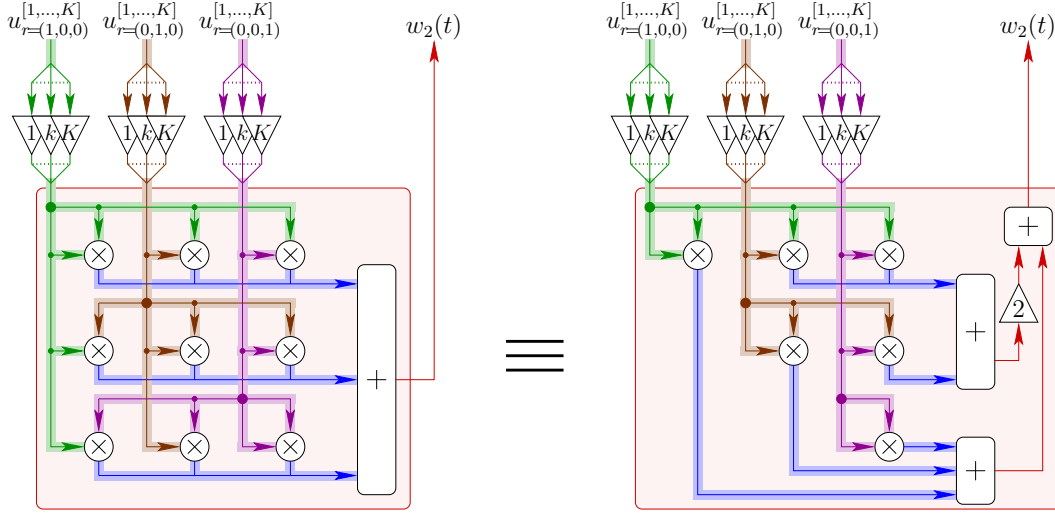 u_{r=(1,0,0)}^{[1,…,K]} u_{r=(0,1,0)}^{[1,…,K]} u_{r=(0,0,1)}^{[1,…,K]} w_2(t) u_{r=(1,0,0)}^{[1,…,K]} u_{r=(0,1,0)}^{[1,…,K]} u_{r=(0,0,1)}^{[1,…,K]} w_2(t)
1 k K 1 k K 1 k K 1 k K 1 k K 1 k K
+
× × × × × ×
2
≡ +
× × × × ×
+
× × × ×
+